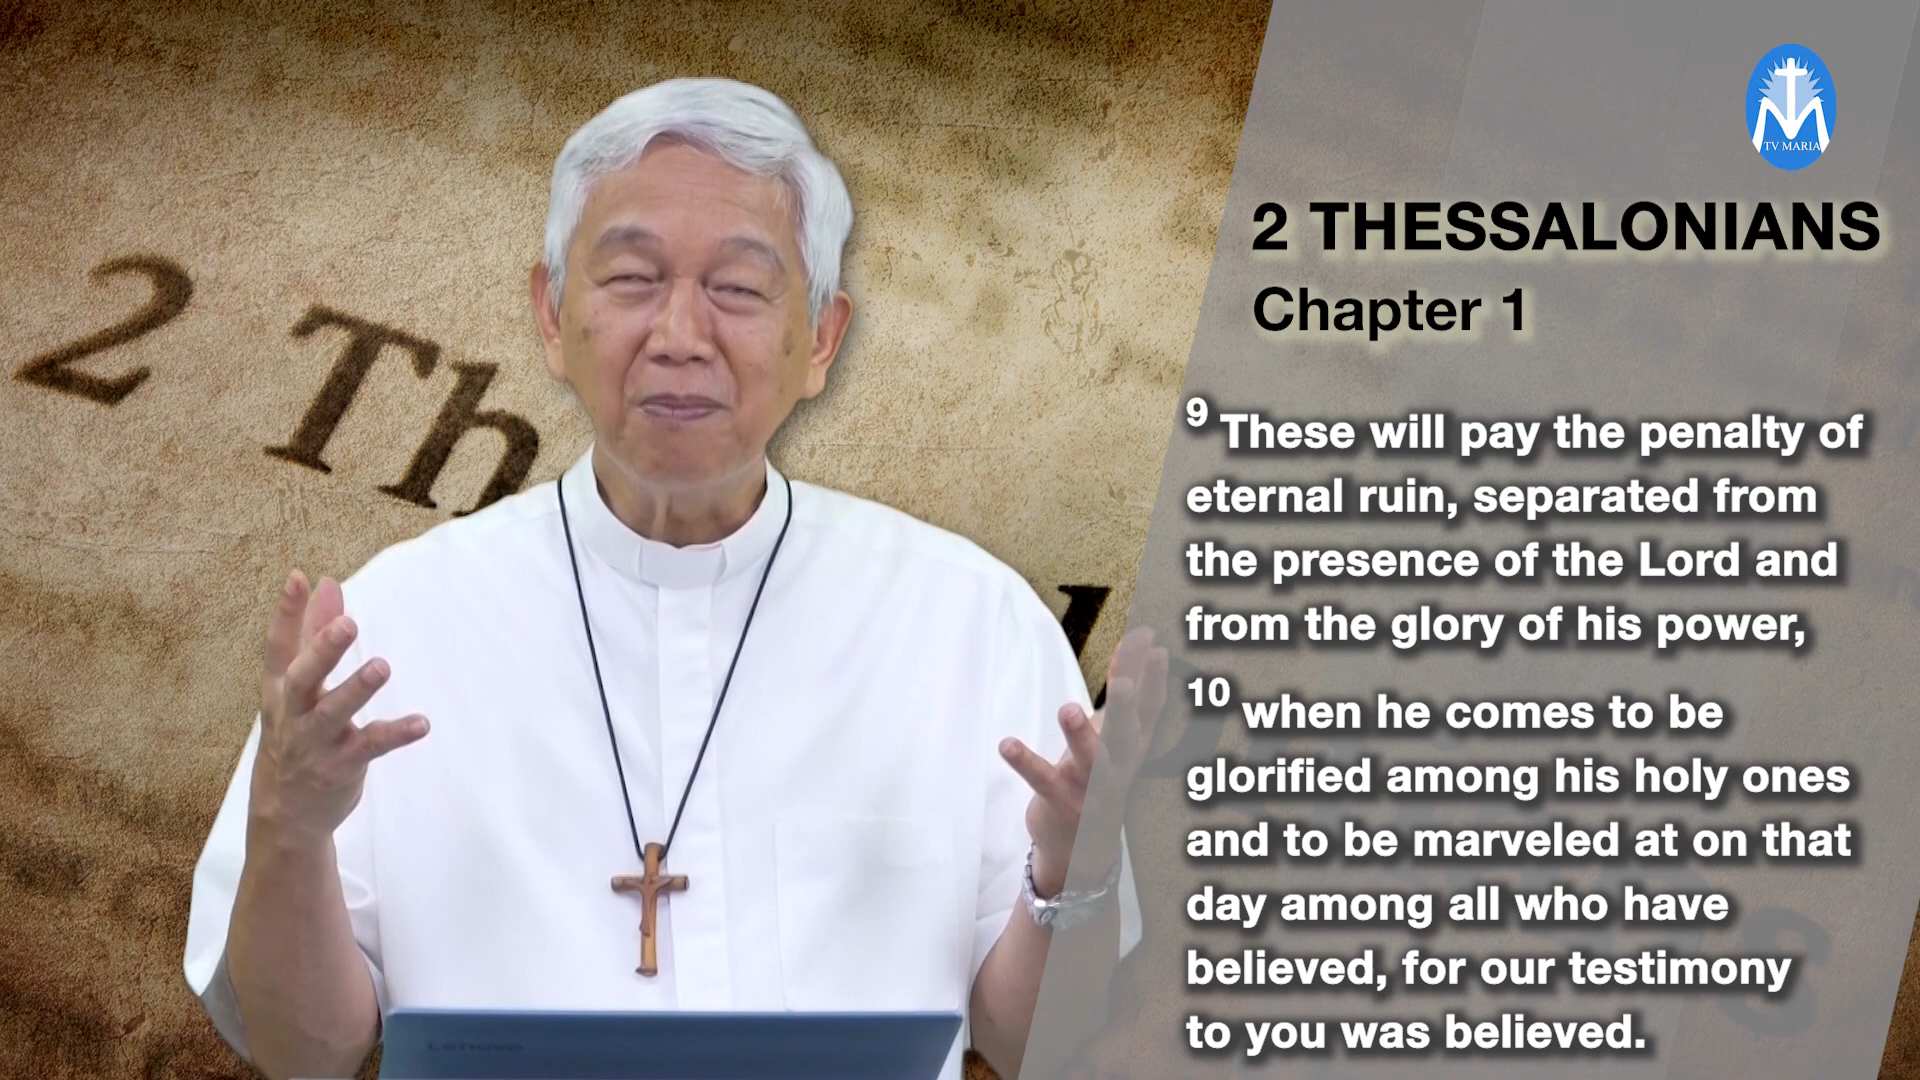 TV MARIA
2 THESSALONIANS
Chapter 1
2 Th
9 These will pay the penalty of
eternal ruin, separated from
the presence of the Lord and
from the glory of his power,
10 when he comes to be
glorified among his holy ones
and to be marveled at on that
day among all who have
believed, for our testimony
to you was believed.
Lenovo